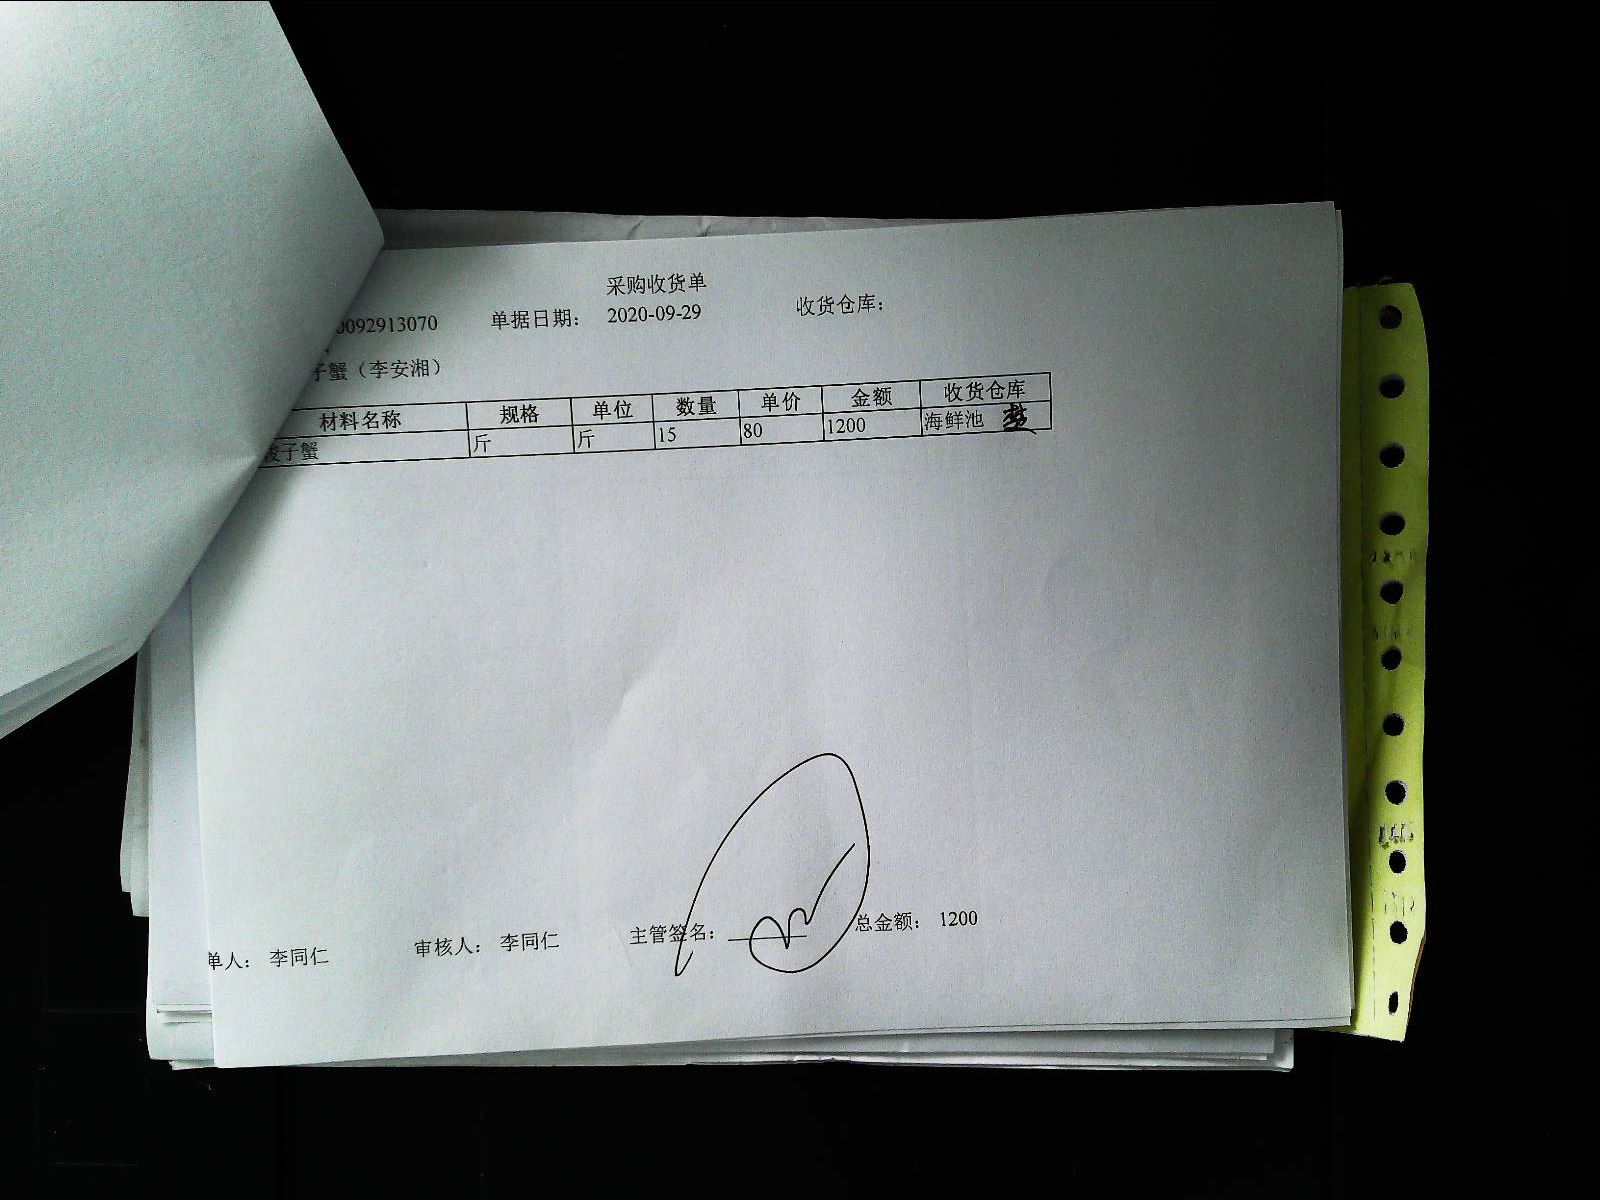 采购收货单
0092913070 单据日期： 2020-09-29 收货仓库：
子蟹（李安湘）
材料名称 规格 单位 数量 单价 金额 收货仓库
子蟹 斤 斤 15 80 1200 海鲜池
单人： 李同仁 审核人： 李同仁 主管签名： 总金额： 1200